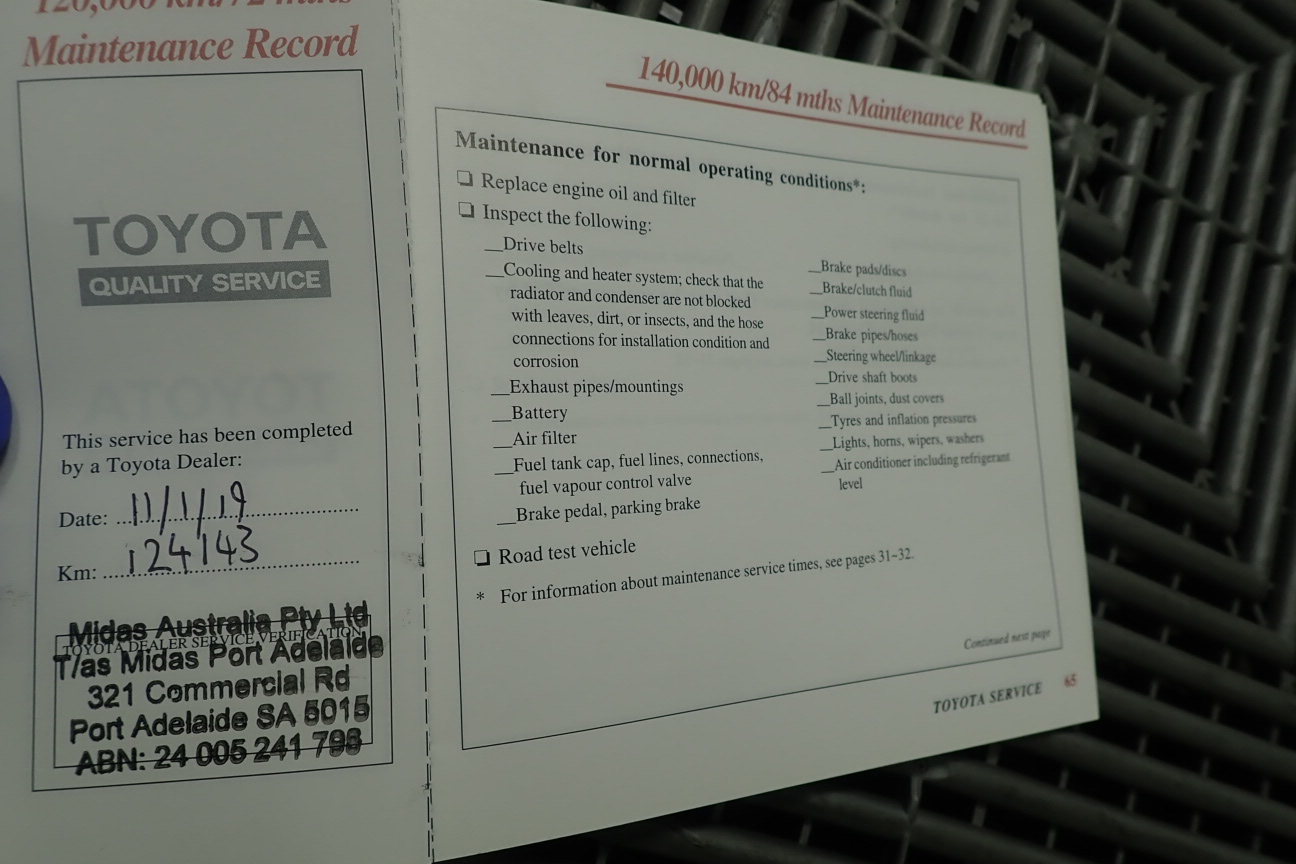 Maintenance Record
TOYOTA
QUALITY SERVICE
This service has been completed
by a Toyota Dealer:
Date: 11/1/19
Km: 124143
TOYOTA DEALER SERVICE VERIFICATION
Midas Australia Pty Ltd
T/as Midas Port Adelaide
321 Commercial Rd
Port Adelaide SA 5015
ABN: 24 005 241 798
140,000 km/84 mths Maintenance Record
Maintenance for normal operating conditions*:
❏ Replace engine oil and filter
❏ Inspect the following:
__Drive belts
__Cooling and heater system; check that the
radiator and condenser are not blocked
with leaves, dirt, or insects, and the hose
connections for installation condition and
corrosion
__Exhaust pipes/mountings
__Battery
__Air filter
__Fuel tank cap, fuel lines, connections,
fuel vapour control valve
__Brake pedal, parking brake
__Brake pads/discs
__Brake/clutch fluid
__Power steering fluid
__Brake pipes/hoses
__Steering wheel/linkage
__Drive shaft boots
__Ball joints, dust covers
__Tyres and inflation pressures
__Lights, horns, wipers, washers
__Air conditioner including refrigerant
level
❏ Road test vehicle
* For information about maintenance service times, see pages 31~32.
Continued next page
TOYOTA SERVICE 65